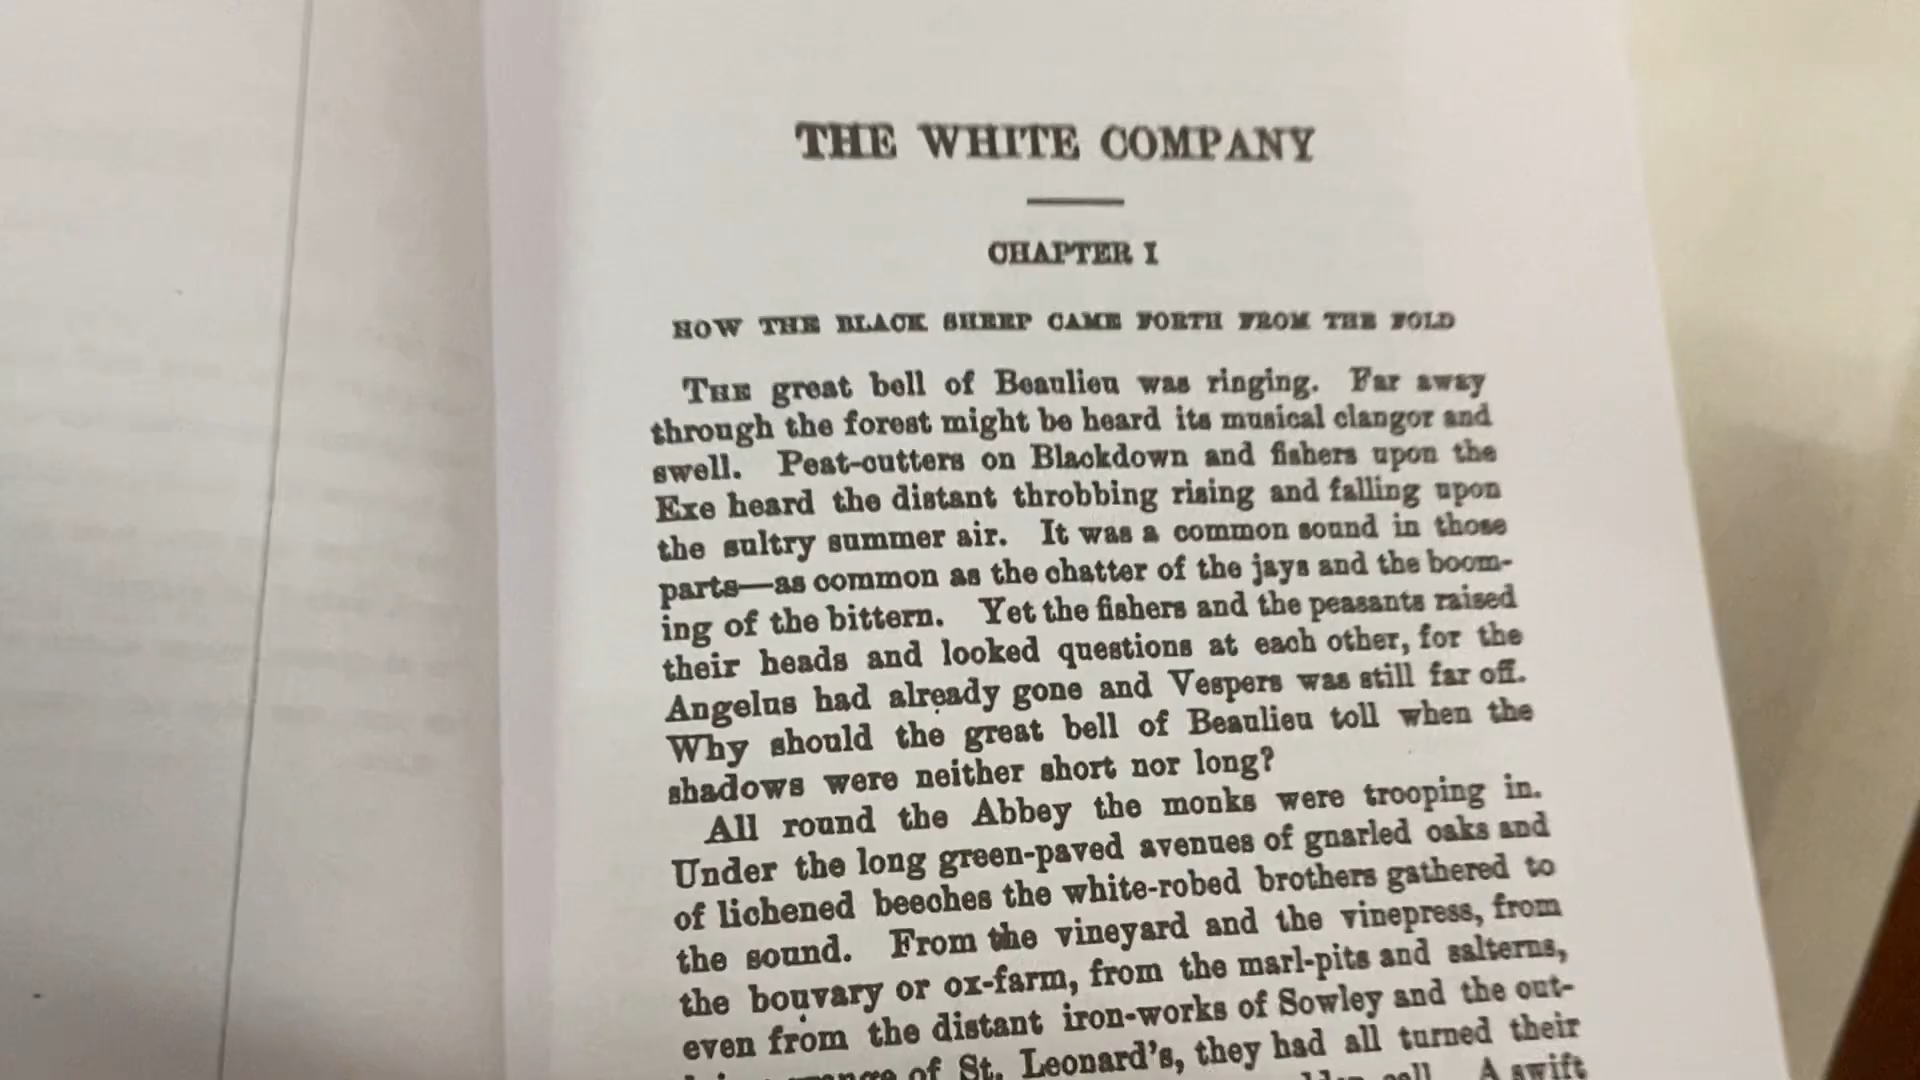 THE WHITE COMPANY
CHAPTER I
HOW THE BLACK SHEEP CAME FORTH FROM THE FOLD
THE great bell of Beaulieu was ringing. Far away
through the forest might be heard its musical clangor and
swell. Peat-cutters on Blackdown and fishers upon the
Exe heard the distant throbbing rising and falling upon
the sultry summer air. It was a common sound in those
parts—as common as the chatter of the jays and the boom-
ing of the bittern. Yet the fishers and the peasants raised
their heads and looked questions at each other, for the
Angelus had already gone and Vespers was still far off.
Why should the great bell of Beaulieu toll when the
shadows were neither short nor long?
All round the Abbey the monks were trooping in.
Under the long green-paved avenues of gnarled oaks and
of lichened beeches the white-robed brothers gathered to
the sound. From the vineyard and the vinepress, from
the bouvary or ox-farm, from the marl-pits and salterns,
even from the distant iron-works of Sowley and the out-
of St. Leonard's, they had all turned their
call. A swift